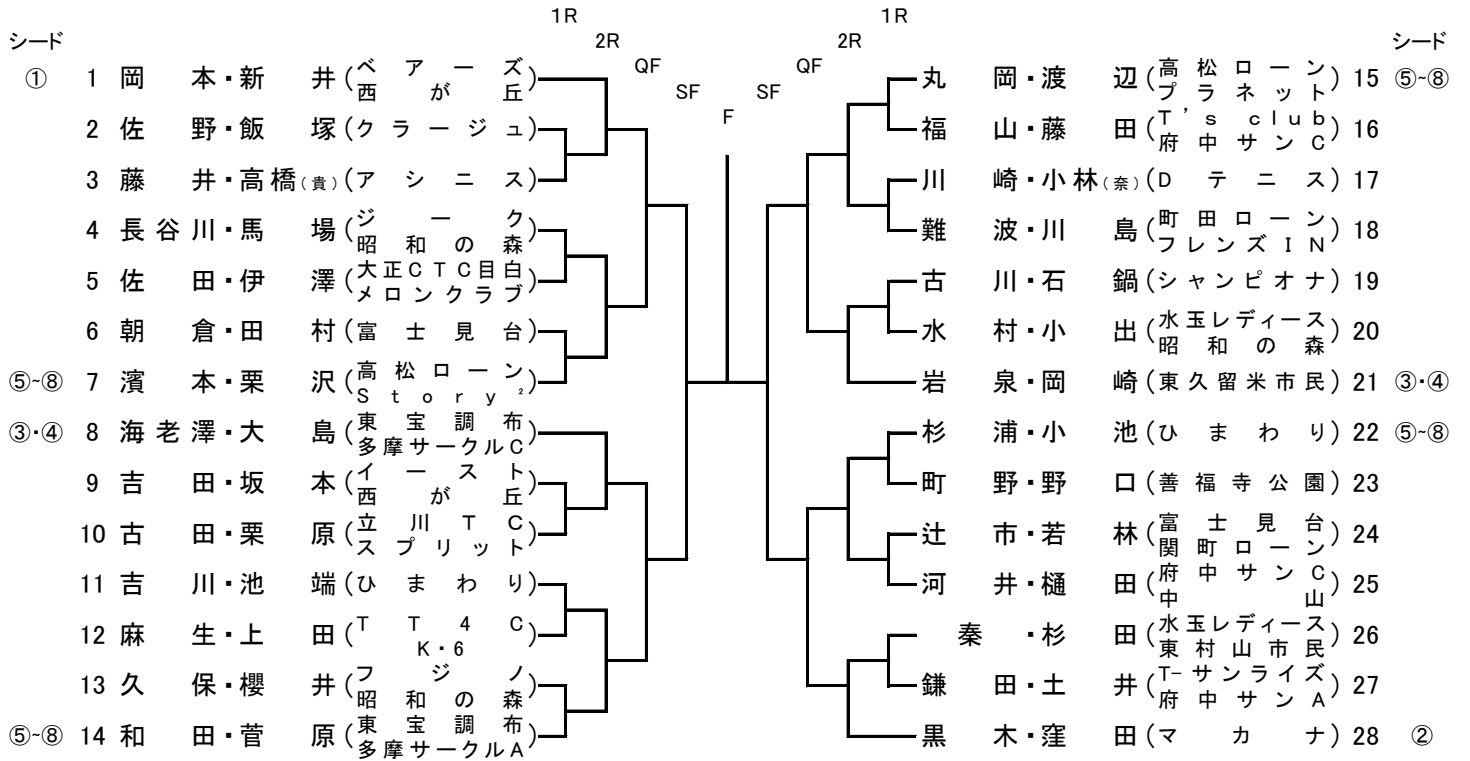 1R 1R
シード 2R 2R シード
QF QF
SF SF
F
① 1 岡本・新井(ベアーズ 西が丘)
2 佐野・飯塚(クラージュ)
3 藤井・高橋(貴)(アシニス)
4 長谷川・馬場(ジーク 昭和の森)
5 佐田・伊澤(大正CTC目白 メロンクラブ)
6 朝倉・田村(富士見台)
⑤~⑧ 7 濱本・栗沢(高松ローン Story²)
③・④ 8 海老澤・大島(東宝調布 多摩サークルC)
9 吉田・坂本(イースト 西が丘)
10 古田・栗原(立川TC スプリット)
11 吉川・池端(ひまわり)
12 麻生・上田(TT4C K・6)
13 久保・櫻井(フジノ 昭和の森)
⑤~⑧ 14 和田・菅原(東宝調布 多摩サークルA)
丸岡・渡辺(高松ローン プラネット) 15 ⑤~⑧
福山・藤田(T's club 府中サンC) 16
川崎・小林(奈)(Dテニス) 17
難波・川島(町田ローン フレンズIN) 18
古川・石鍋(シャンピオナ) 19
水村・小出(水玉レディース 昭和の森) 20
岩泉・岡崎(東久留米市民) 21 ③・④
杉浦・小池(ひまわり) 22 ⑤~⑧
町野・野口(善福寺公園) 23
辻市・若林(富士見台 関町ローン) 24
河井・樋田(府中サンC 中山) 25
秦・杉田(水玉レディース 東村山市民) 26
鎌田・土井(T-サンライズ 府中サンA) 27
黒木・窪田(マカナ) 28 ②